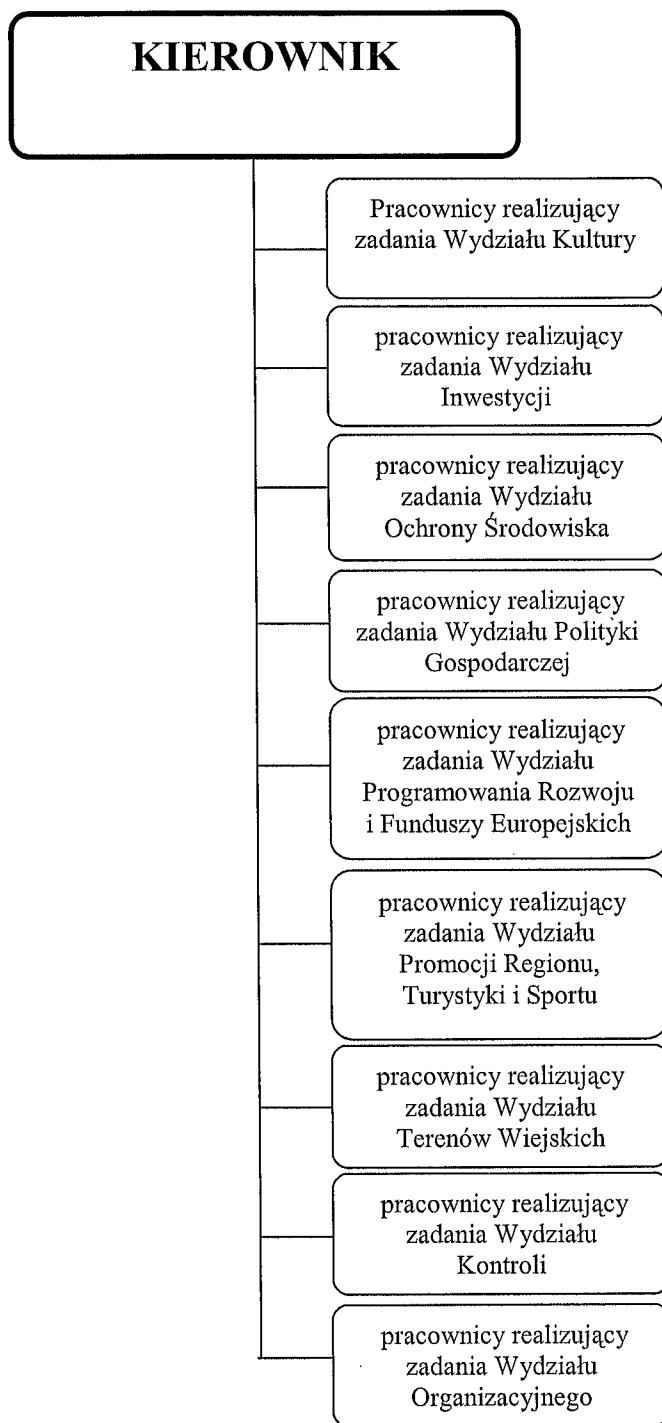 KIEROWNIK
Pracownicy realizujący
zadania Wydziału Kultury
pracownicy realizujący
zadania Wydziału
Inwestycji
pracownicy realizujący
zadania Wydziału
Ochrony Środowiska
pracownicy realizujący
zadania Wydziału Polityki
Gospodarczej
pracownicy realizujący
zadania Wydziału
Programowania Rozwoju
i Funduszy Europejskich
pracownicy realizujący
zadania Wydziału
Promocji Regionu,
Turystyki i Sportu
pracownicy realizujący
zadania Wydziału
Terenów Wiejskich
pracownicy realizujący
zadania Wydziału
Kontroli
pracownicy realizujący
zadania Wydziału
Organizacyjnego